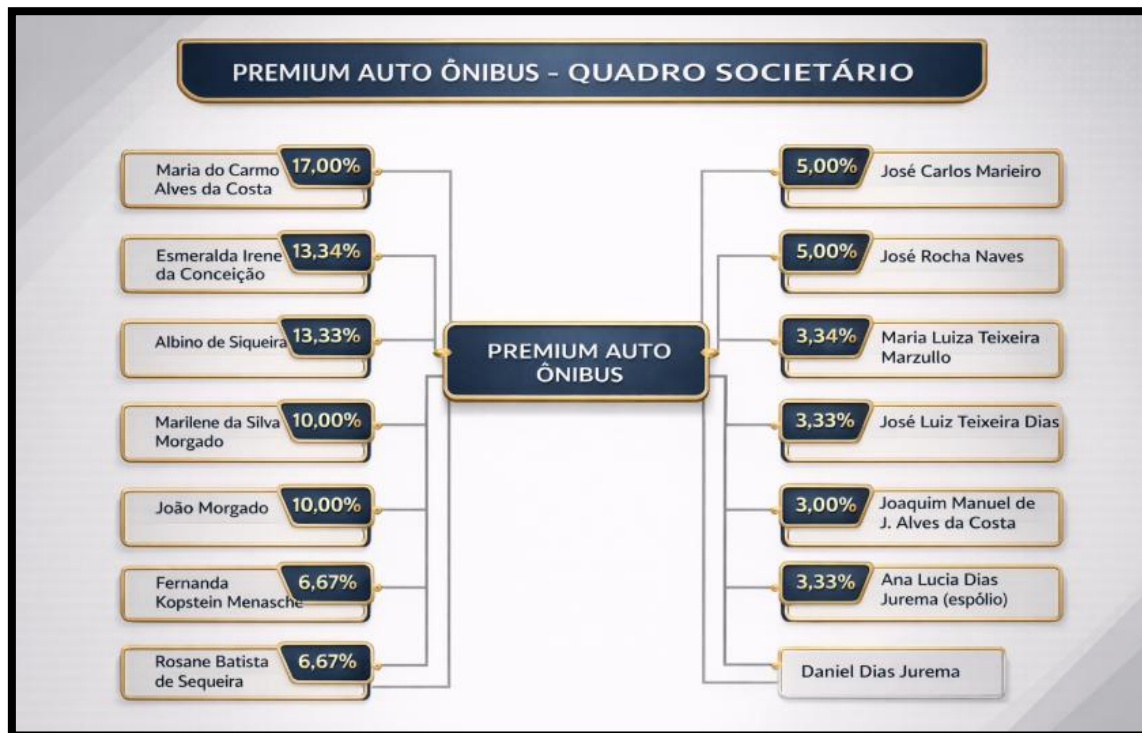 PREMIUM AUTO ÔNIBUS - QUADRO SOCIETÁRIO
Maria do Carmo
Alves da Costa
17,00%
Esmeralda Irene
da Conceição
13,34%
Albino de Siqueira
13,33%
Marilene da Silva
Morgado
10,00%
João Morgado
10,00%
Fernanda
Kopstein Menasche
6,67%
Rosane Batista
de Sequeira
6,67%
PREMIUM AUTO
ÔNIBUS
5,00%
José Carlos Marieiro
5,00%
José Rocha Naves
3,34%
Maria Luiza Teixeira
Marzullo
3,33%
José Luiz Teixeira Dias
3,00%
Joaquim Manuel de
J. Alves da Costa
3,33%
Ana Lucia Dias
Jurema (espólio)
Daniel Dias Jurema